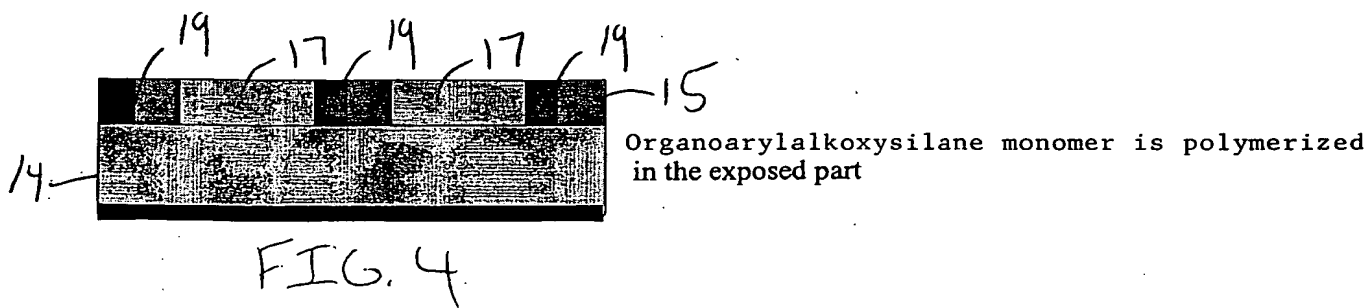 19 17 19 17 19
15
Organoarylalkoxysilane monomer is polymerized
in the exposed part
14
FIG. 4